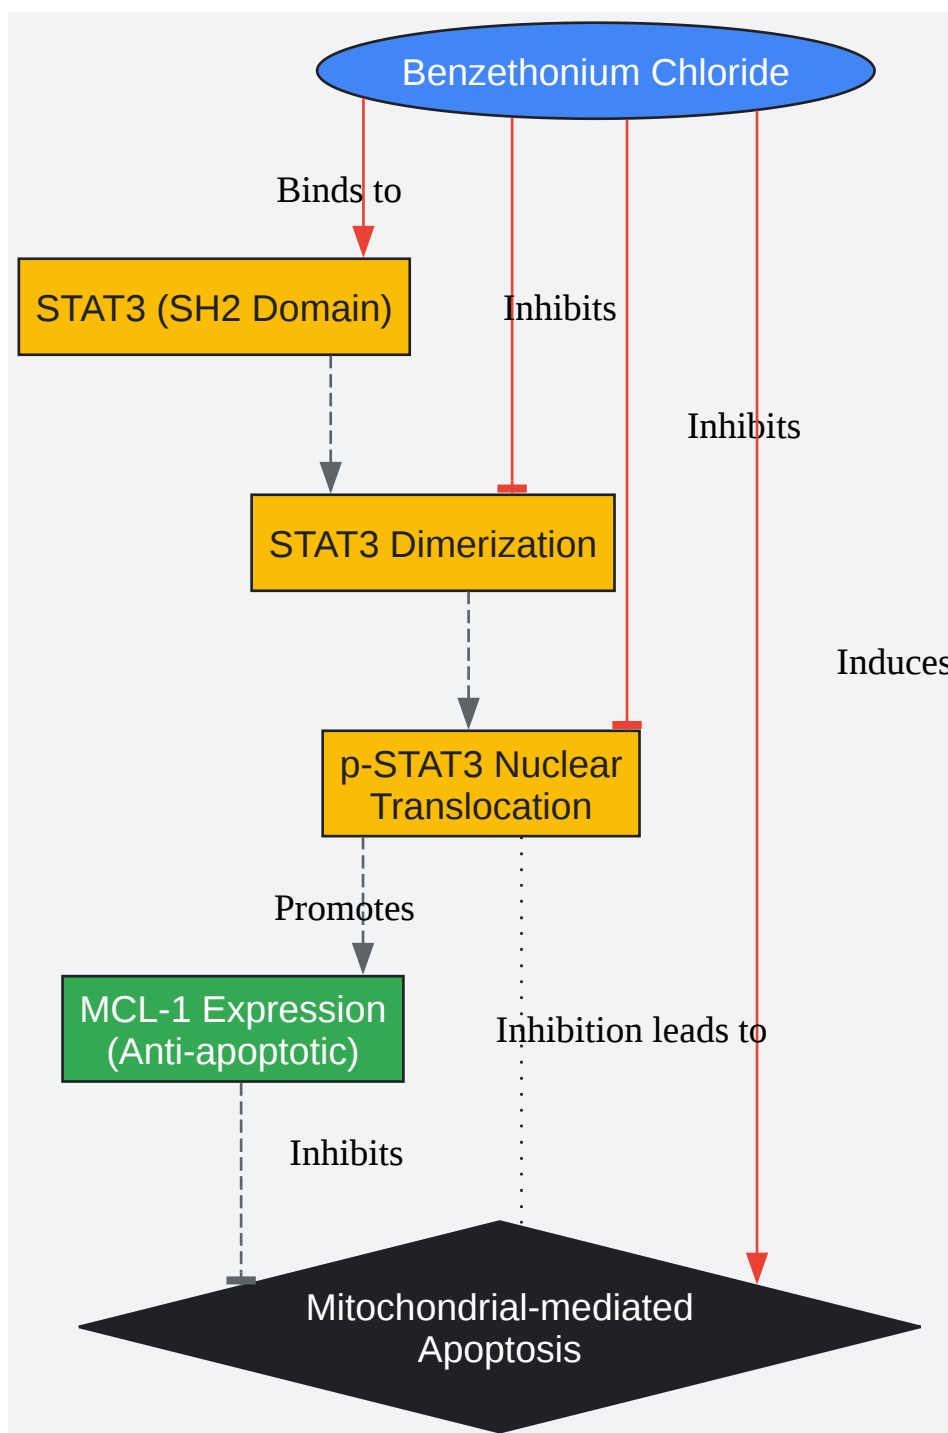 Benzethonium Chloride
Binds to
STAT3 (SH2 Domain)
Inhibits
Inhibits
STAT3 Dimerization
Induces
p-STAT3 Nuclear
Translocation
Promotes
MCL-1 Expression
(Anti-apoptotic)
Inhibition leads to
Inhibits
Mitochondrial-mediated
Apoptosis